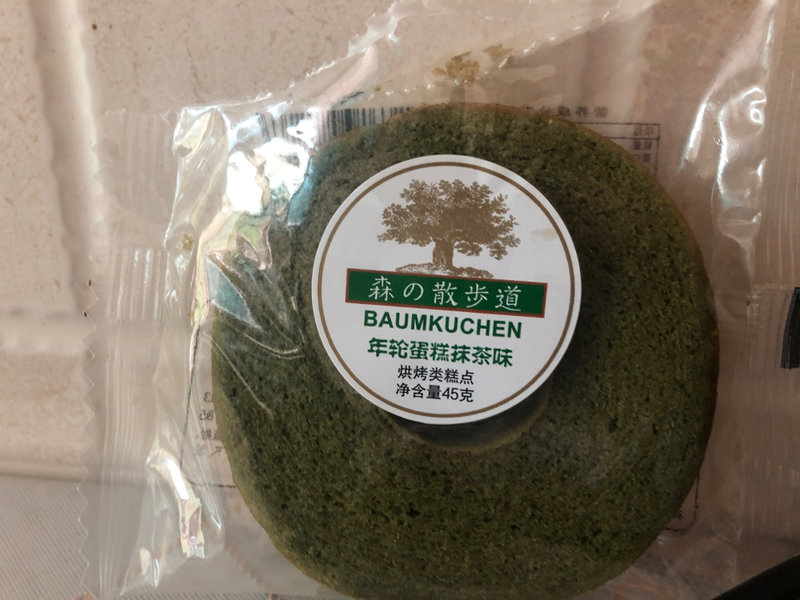 森の散歩道
BAUMKUCHEN
年轮蛋糕抹茶味
烘烤类糕点
净含量45克